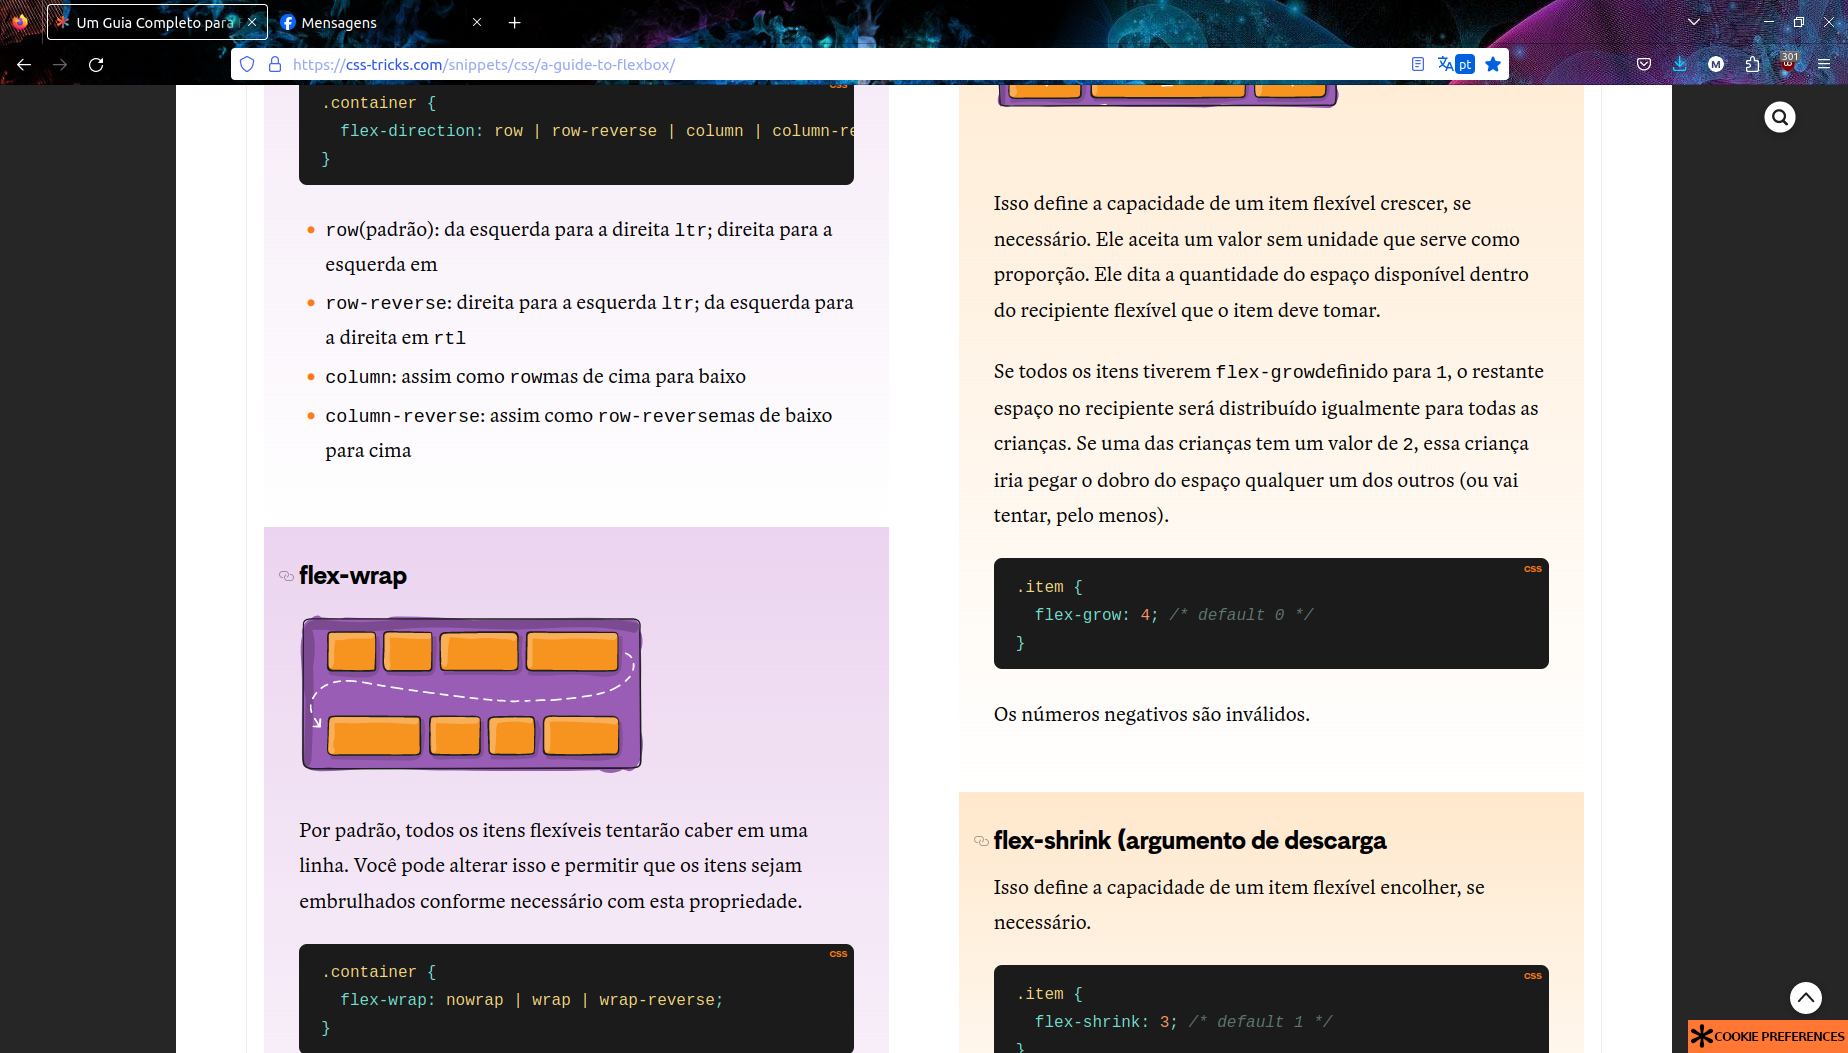 Um Guia Completo para
Mensagens
https://css-tricks.com/snippets/css/a-guide-to-flexbox/
pt
M
301
css
.container {
flex-direction: row | row-reverse | column | column-re
}
row(padrão): da esquerda para a direita ltr; direita para a
esquerda em
row-reverse: direita para a esquerda ltr; da esquerda para
a direita em rtl
column: assim como rowmas de cima para baixo
column-reverse: assim como row-reversemas de baixo
para cima
flex-wrap
Por padrão, todos os itens flexíveis tentarão caber em uma
linha. Você pode alterar isso e permitir que os itens sejam
embrulhados conforme necessário com esta propriedade.
css
.container {
flex-wrap: nowrap | wrap | wrap-reverse;
}
Isso define a capacidade de um item flexível crescer, se
necessário. Ele aceita um valor sem unidade que serve como
proporção. Ele dita a quantidade do espaço disponível dentro
do recipiente flexível que o item deve tomar.
Se todos os itens tiverem flex-growdefinido para 1, o restante
espaço no recipiente será distribuído igualmente para todas as
crianças. Se uma das crianças tem um valor de 2, essa criança
iria pegar o dobro do espaço qualquer um dos outros (ou vai
tentar, pelo menos).
css
.item {
flex-grow: 4; /* default 0 */
}
Os números negativos são inválidos.
flex-shrink (argumento de descarga
Isso define a capacidade de um item flexível encolher, se
necessário.
css
.item {
flex-shrink: 3; /* default 1 */
}
COOKIE PREFERENCES